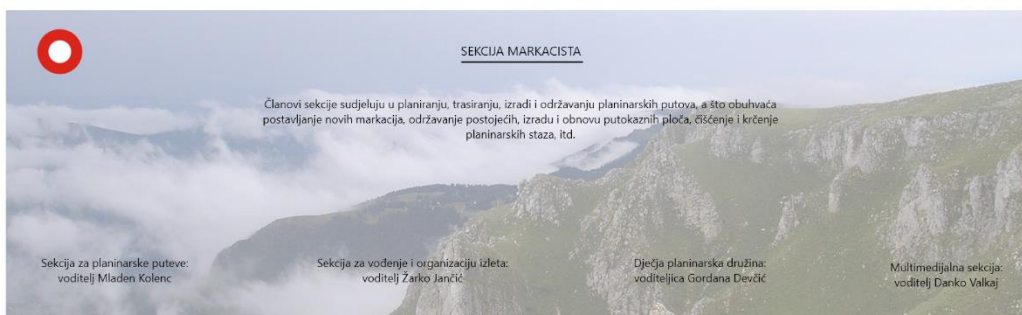 SEKCIJA MARKACISTA
Članovi sekcije sudjeluju u planiranju, trasiranju, izradi i održavanju planinarskih putova, a što obuhvaća
postavljanje novih markacija, održavanje postojećih, izradu i obnovu putokaznih ploča, čišćenje i krčenje
planinarskih staza, itd.
Sekcija za planinarske puteve:
voditelj Mladen Kolenc
Sekcija za vođenje i organizaciju izleta:
voditelj Žarko Jančić
Dječja planinarska družina:
voditeljica Gordana Devčić
Multimedijalna sekcija:
voditelj Danko Valkaj